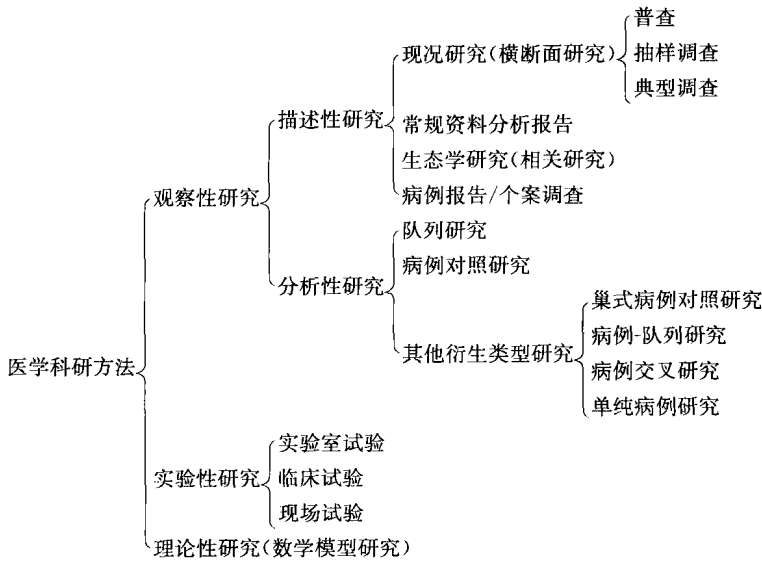 普查
现况研究(横断面研究)
抽样调查
典型调查
描述性研究
常规资料分析报告
生态学研究(相关研究)
观察性研究
病例报告/个案调查
队列研究
病例对照研究
分析性研究
巢式病例对照研究
病例-队列研究
其他衍生类型研究
医学科研方法
病例交叉研究
单纯病例研究
实验室试验
实验性研究
临床试验
现场试验
理论性研究(数学模型研究)